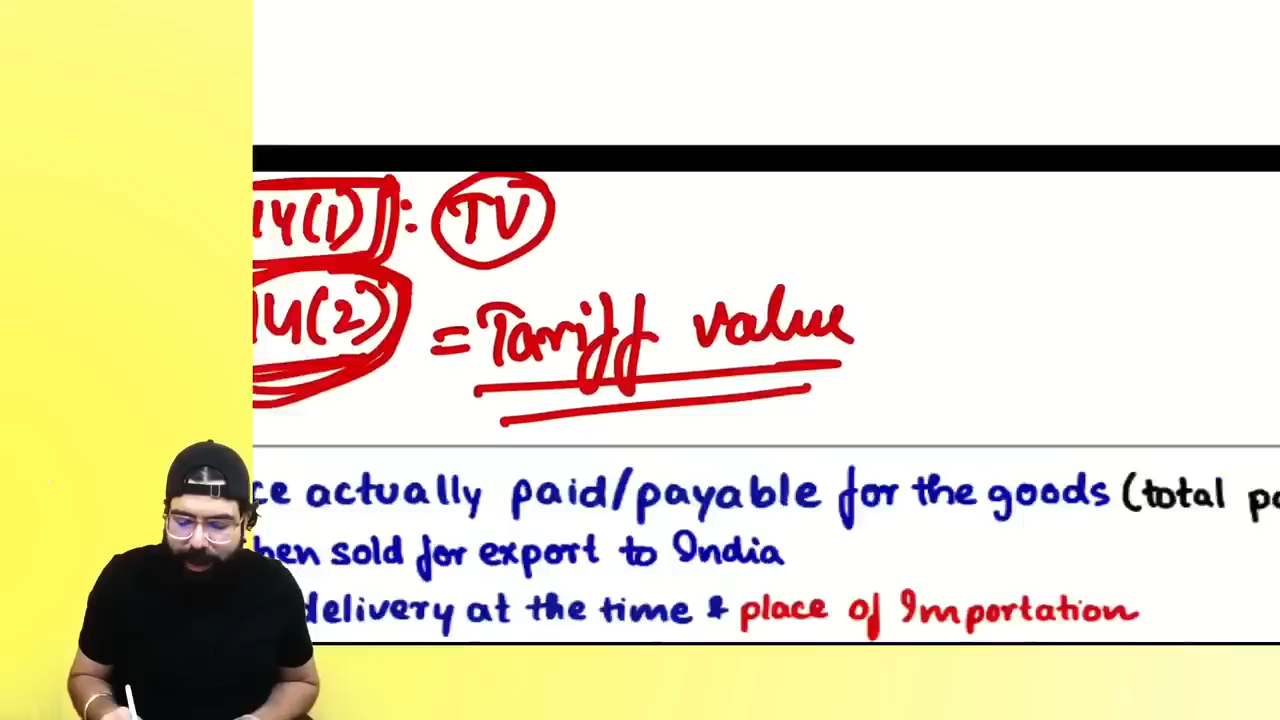 14(1) : TV
14(2) = Tariff value
ce actually paid/payable for the goods (total pa
hen sold for export to India
delivery at the time & place of Importation